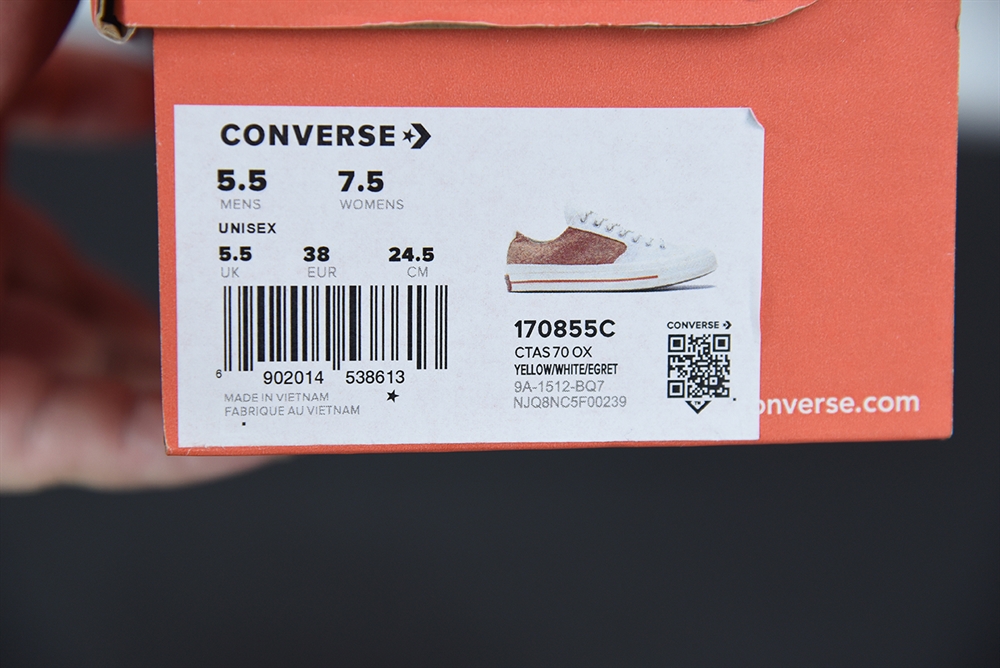 CONVERSE
5.5 7.5
MENS WOMENS
UNISEX
5.5 38 24.5
UK EUR CM
6 902014 538613
MADE IN VIETNAM
FABRIQUE AU VIETNAM
170855C
CTAS 70 OX
YELLOW/WHITE/EGRET
9A-1512-BQ7
NJQ8NC5F00239
CONVERSE
onverse.com